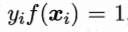 yᵢf(𝒙ᵢ) = 1